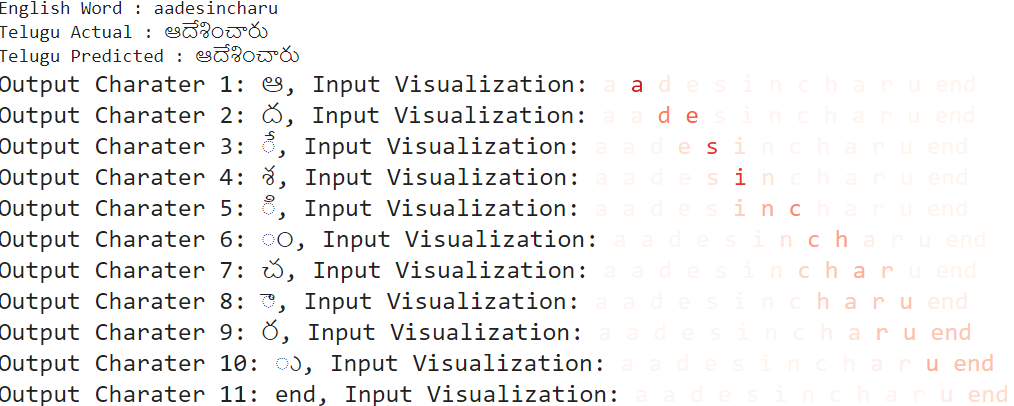 English Word : aadesincharu
Telugu Actual : ఆదేశించారు
Telugu Predicted : ఆదేశించారు
Output Charater 1: ఆ, Input Visualization: a a d e s i n c h a r u end
Output Charater 2: ద, Input Visualization: a a d e s i n c h a r u end
Output Charater 3: ే, Input Visualization: a a d e s i n c h a r u end
Output Charater 4: శ, Input Visualization: a a d e s i n c h a r u end
Output Charater 5: ి, Input Visualization: a a d e s i n c h a r u end
Output Charater 6: ం, Input Visualization: a a d e s i n c h a r u end
Output Charater 7: చ, Input Visualization: a a d e s i n c h a r u end
Output Charater 8: ా, Input Visualization: a a d e s i n c h a r u end
Output Charater 9: ర, Input Visualization: a a d e s i n c h a r u end
Output Charater 10: ు, Input Visualization: a a d e s i n c h a r u end
Output Charater 11: end, Input Visualization: a a d e s i n c h a r u end